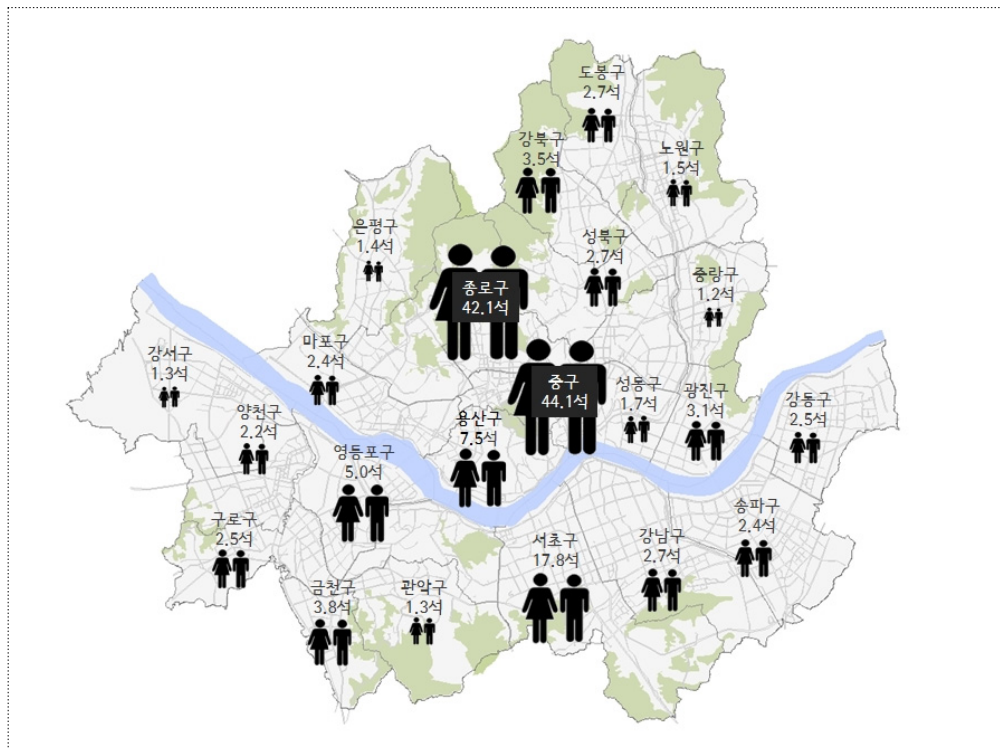 도봉구
2.7석
강북구
3.5석
노원구
1.5석
은평구
1.4석
성북구
2.7석
중랑구
1.2석
종로구
42.1석
마포구
2.4석
강서구
1.3석
중구
44.1석
성동구
1.7석
광진구
3.1석
강동구
2.5석
양천구
2.2석
용산구
7.5석
영등포구
5.0석
송파구
2.4석
구로구
2.5석
서초구
17.8석
강남구
2.7석
금천구
3.8석
관악구
1.3석